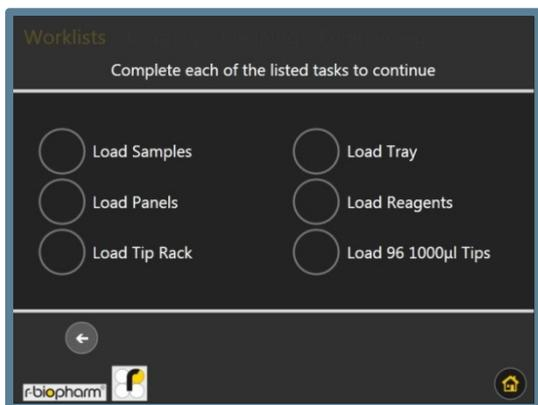 Worklists
Complete each of the listed tasks to continue
Load Samples
Load Tray
Load Panels
Load Reagents
Load Tip Rack
Load 96 1000µl Tips
r-biopharm®